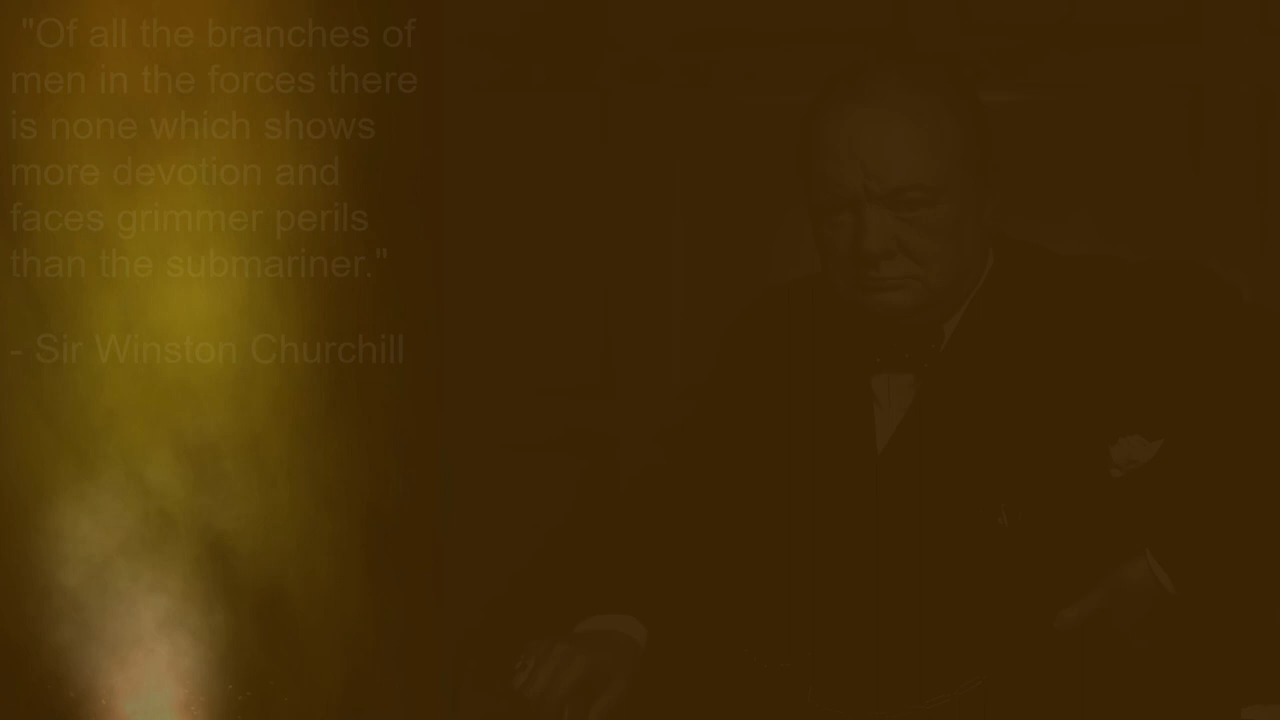 "Of all the branches of
men in the forces there
is none which shows
more devotion and
faces grimmer perils
than the submariner."
- Sir Winston Churchill